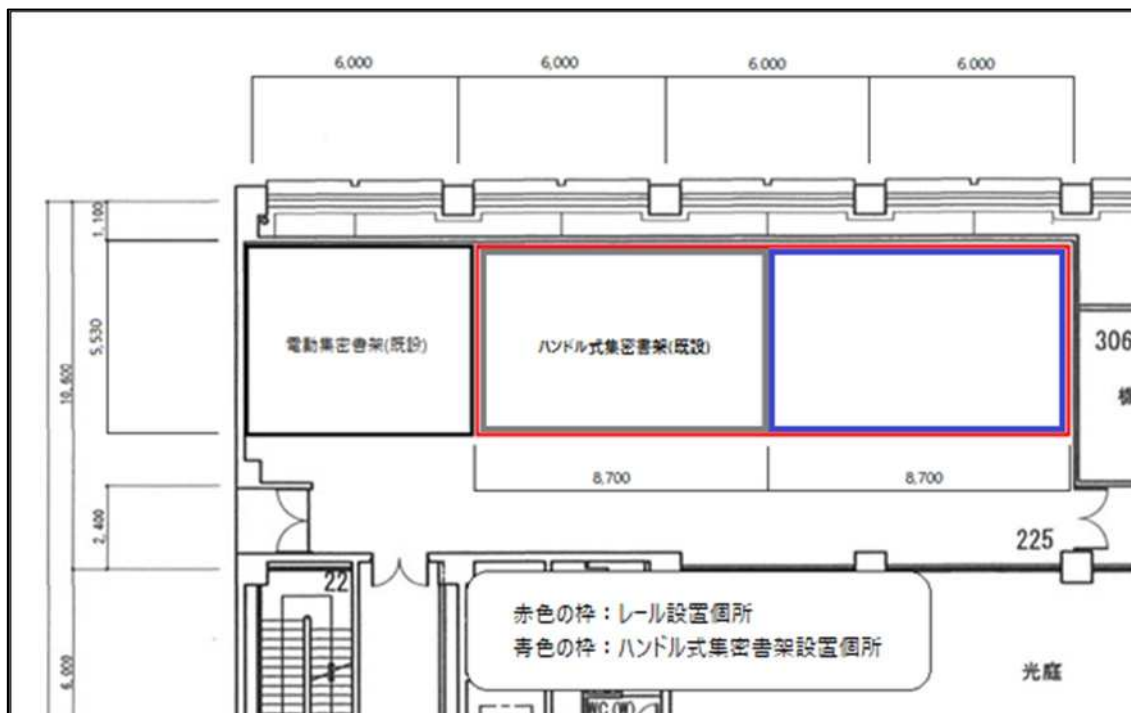 6,000 6,000 6.000 6.000
1,100
5,530
10,600
2,400
6,000
電動集密書架(既設)
ハンドル式集密書架(既設)
306
8,700 8,700
225
22
赤色の枠：レール設置個所
青色の枠：ハンドル式集密書架設置個所
光庭
WC(W)